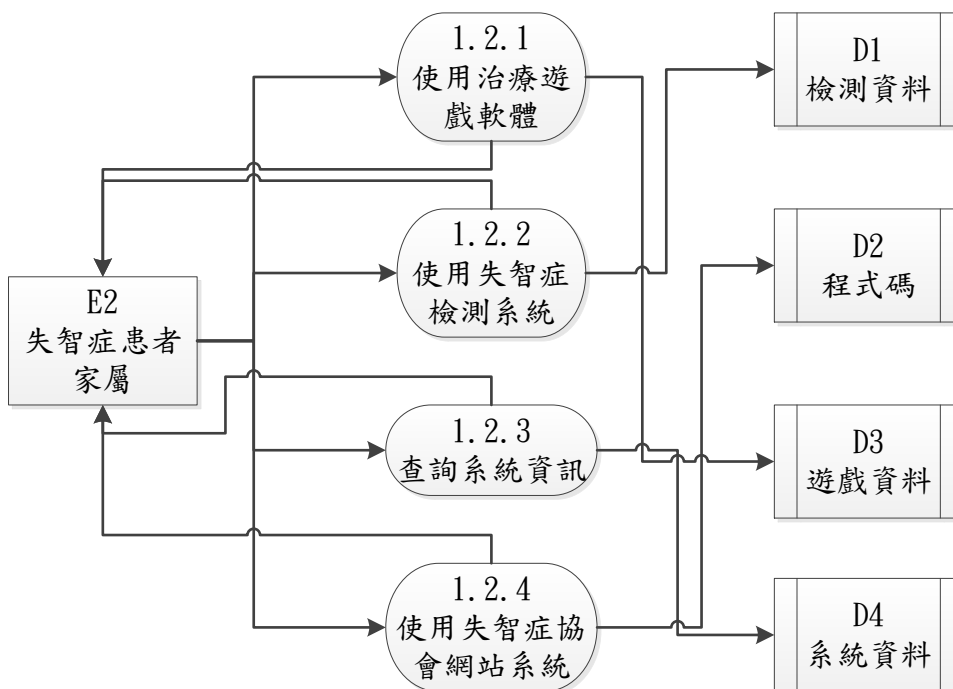 1.2.1
使用治療遊
戲軟體
D1
檢測資料
1.2.2
使用失智症
檢測系統
D2
程式碼
E2
失智症患者
家屬
1.2.3
查詢系統資訊
D3
遊戲資料
1.2.4
使用失智症協
會網站系統
D4
系統資料